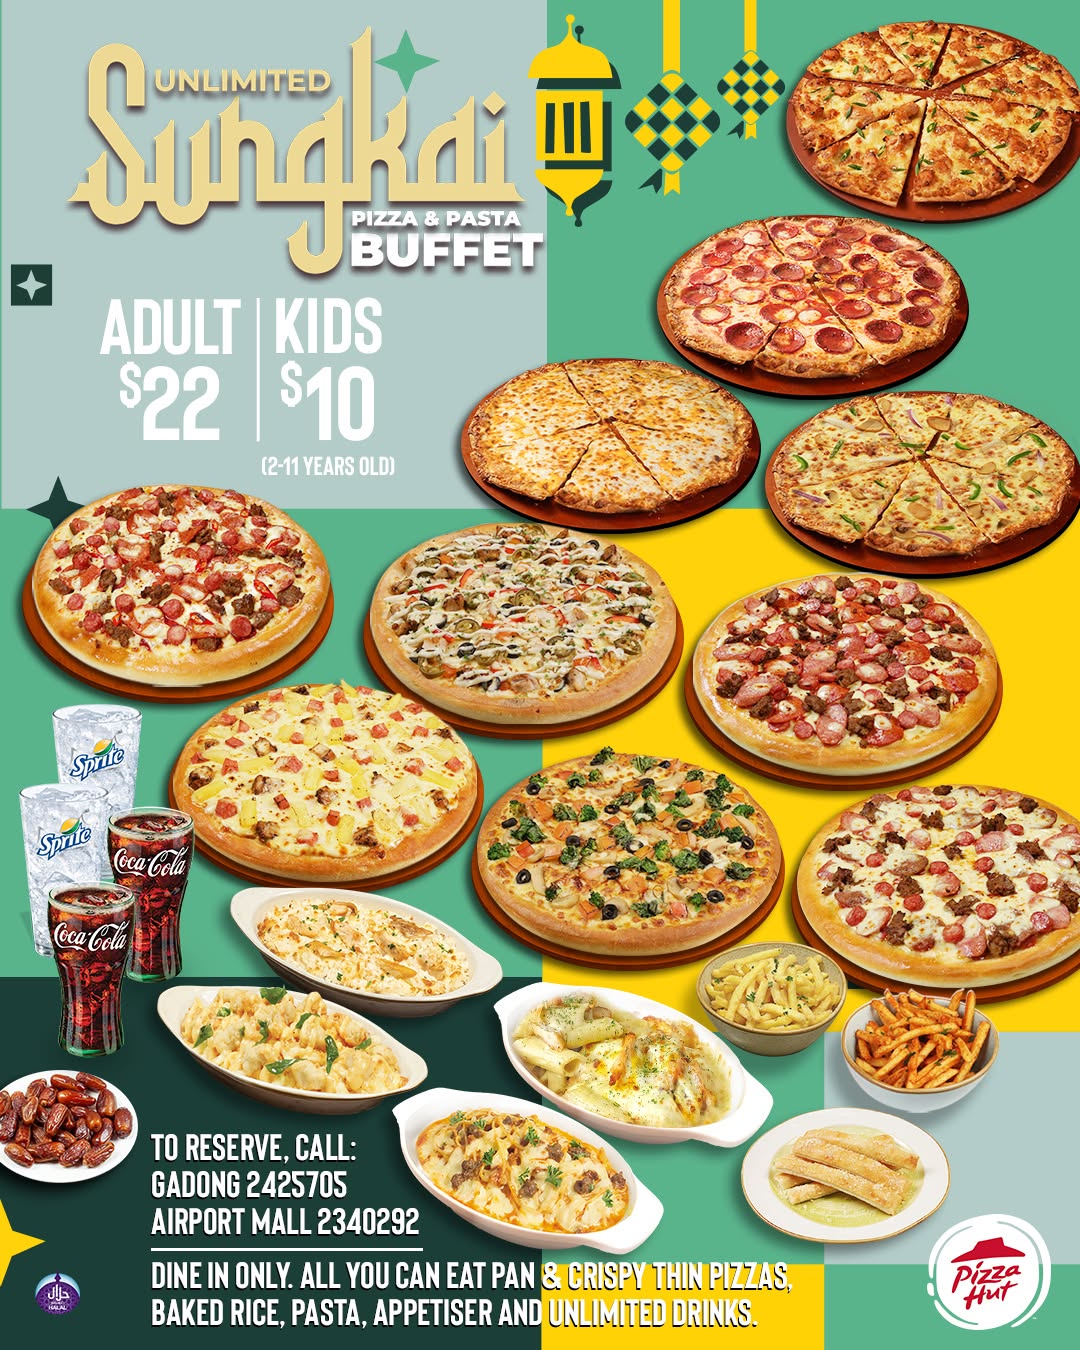 UNLIMITED
Sungkai
PIZZA & PASTA
BUFFET
ADULT
$22
KIDS
$10
(2-11 YEARS OLD)
Sprite
Sprite
Coca-Cola
Coca-Cola
TO RESERVE, CALL:
GADONG 2425705
AIRPORT MALL 2340292
DINE IN ONLY. ALL YOU CAN EAT PAN & CRISPY THIN PIZZAS,
BAKED RICE, PASTA, APPETISER AND UNLIMITED DRINKS.
حلال
HALAL
Pizza
Hut